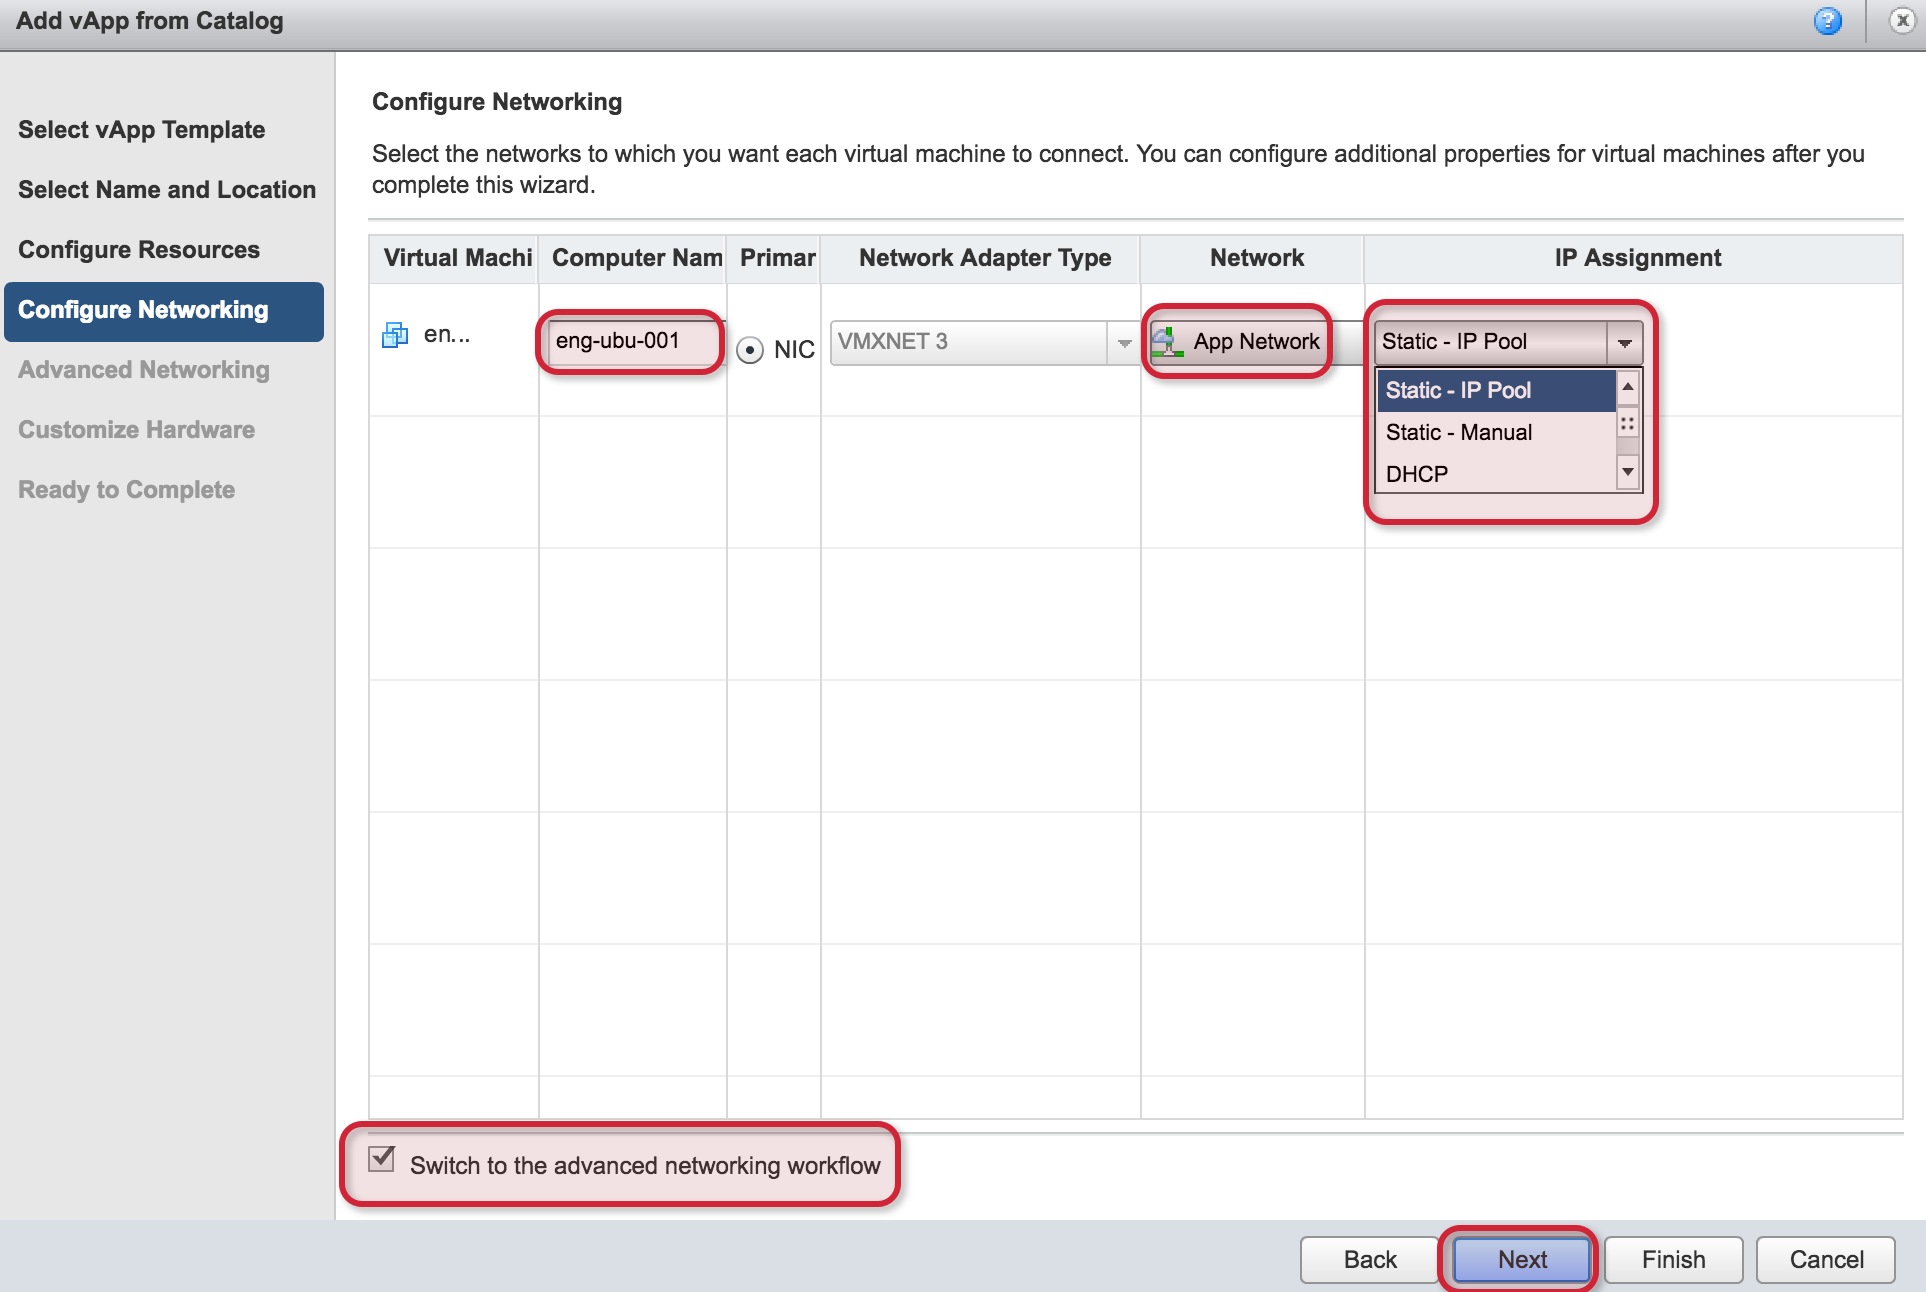 Add vApp from Catalog
?
Select vApp Template
Select Name and Location
Configure Resources
Configure Networking
Advanced Networking
Customize Hardware
Ready to Complete
Configure Networking
Select the networks to which you want each virtual machine to connect. You can configure additional properties for virtual machines after you
complete this wizard.
Virtual Machi Computer Nam Primar Network Adapter Type Network IP Assignment
en... eng-ubu-001 NIC VMXNET 3 App Network Static - IP Pool
Static - IP Pool
Static - Manual
DHCP
Switch to the advanced networking workflow
Back Next Finish Cancel